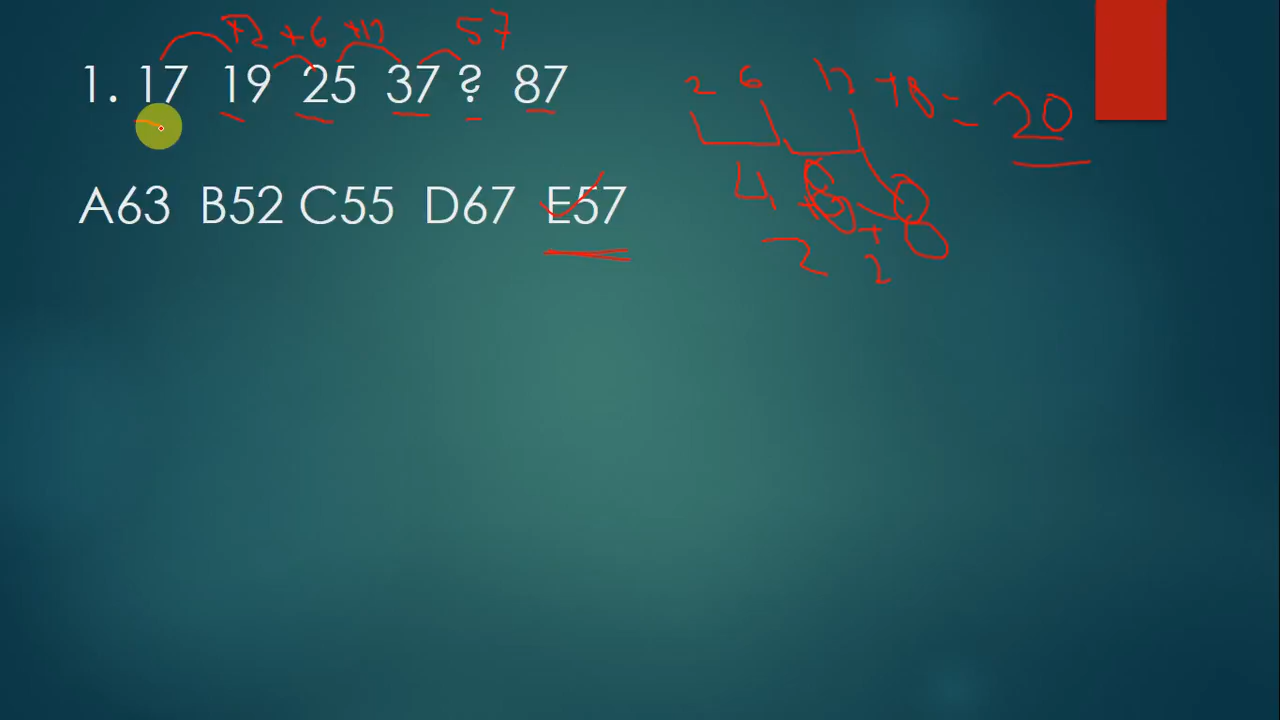 +2 +6 +12 57
1. 17 19 25 37 ? 87
2 6 12 +8 = 20
4 6 8
+2 +2
A63 B52 C55 D67 E57